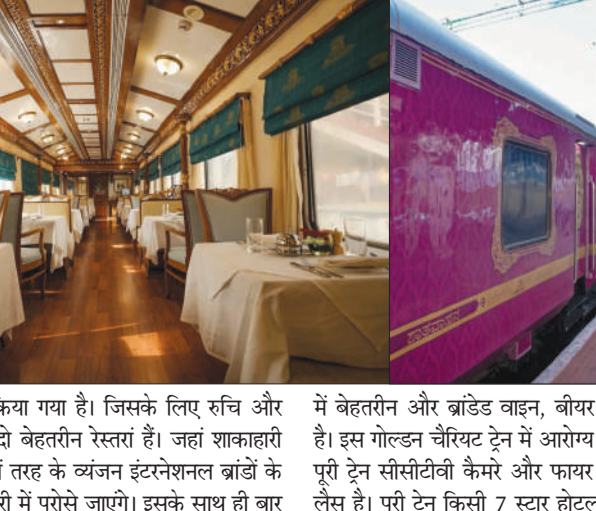 किया गया है। जिसके लिए रुचि और
दो बेहतरीन रेस्तरां हैं। जहां शाकाहारी
तरह के व्यंजन इंटरनेशनल ब्रांडों के
में परोसे जाएंगे। इसके साथ ही बार
में बेहतरीन और ब्रांडेड वाइन, बीयर
है। इस गोल्डन चैरियट ट्रेन में आरोग्य
पूरी ट्रेन सीसीटीवी कैमरे और फायर
लैस है। पूरी ट्रेन किसी 7 स्टार होटल